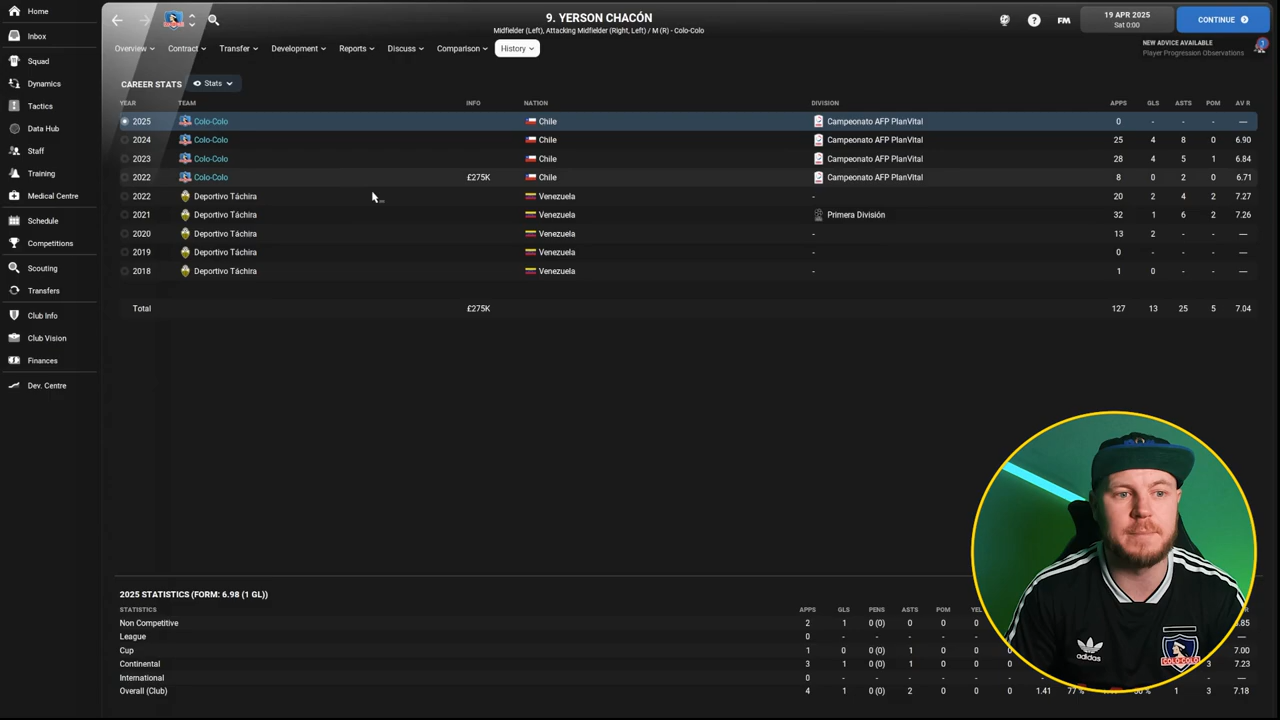 Home
Inbox
Squad
Dynamics
Tactics
Data Hub
Staff
Training
Medical Centre
Schedule
Competitions
Scouting
Transfers
Club Info
Club Vision
Finances
Dev. Centre
9. YERSON CHACÓN
Midfielder (Left), Attacking Midfielder (Right, Left) / M (R) - Colo-Colo
FM
19 APR 2025
Sat 0:00
CONTINUE
Overview Contract Transfer Development Reports Discuss Comparison History
NEW ADVICE AVAILABLE
Player Progression Observations
CAREER STATS Stats
YEAR TEAM INFO NATION DIVISION APPS GLS ASTS POM AV R
2025 Colo-Colo Chile Campeonato AFP PlanVital 0 - - - —
2024 Colo-Colo Chile Campeonato AFP PlanVital 25 4 8 0 6.90
2023 Colo-Colo Chile Campeonato AFP PlanVital 28 4 5 1 6.84
2022 Colo-Colo £275K Chile Campeonato AFP PlanVital 8 0 2 0 6.71
2022 Deportivo Táchira Venezuela - 20 2 4 2 7.27
2021 Deportivo Táchira Venezuela Primera División 32 1 6 2 7.26
2020 Deportivo Táchira Venezuela - 13 2 - - —
2019 Deportivo Táchira Venezuela - 0 - - - —
2018 Deportivo Táchira Venezuela - 1 0 - - —
Total £275K 127 13 25 5 7.04
2025 STATISTICS (FORM: 6.98 (1 GL))
STATISTICS APPS GLS PENS ASTS POM
Non Competitive 2 1 0 (0) 0 0 0
League 0 - - - - -
Cup 1 0 0 (0) 1 0 0 7.00
Continental 3 1 0 (0) 1 0 0 3 7.23
International 0 - - - - -
Overall (Club) 4 1 0 (0) 2 0 0 0 1.41 77 % 1 3 7.18
adidas
COLO-COLO